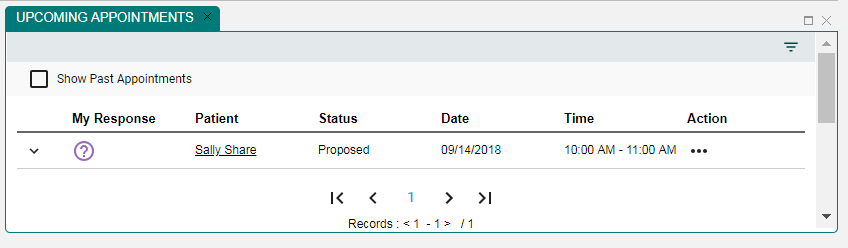 UPCOMING APPOINTMENTS
Show Past Appointments
My Response Patient Status Date Time Action
Sally Share Proposed 09/14/2018 10:00 AM - 11:00 AM
1
Records : < 1 - 1 > / 1